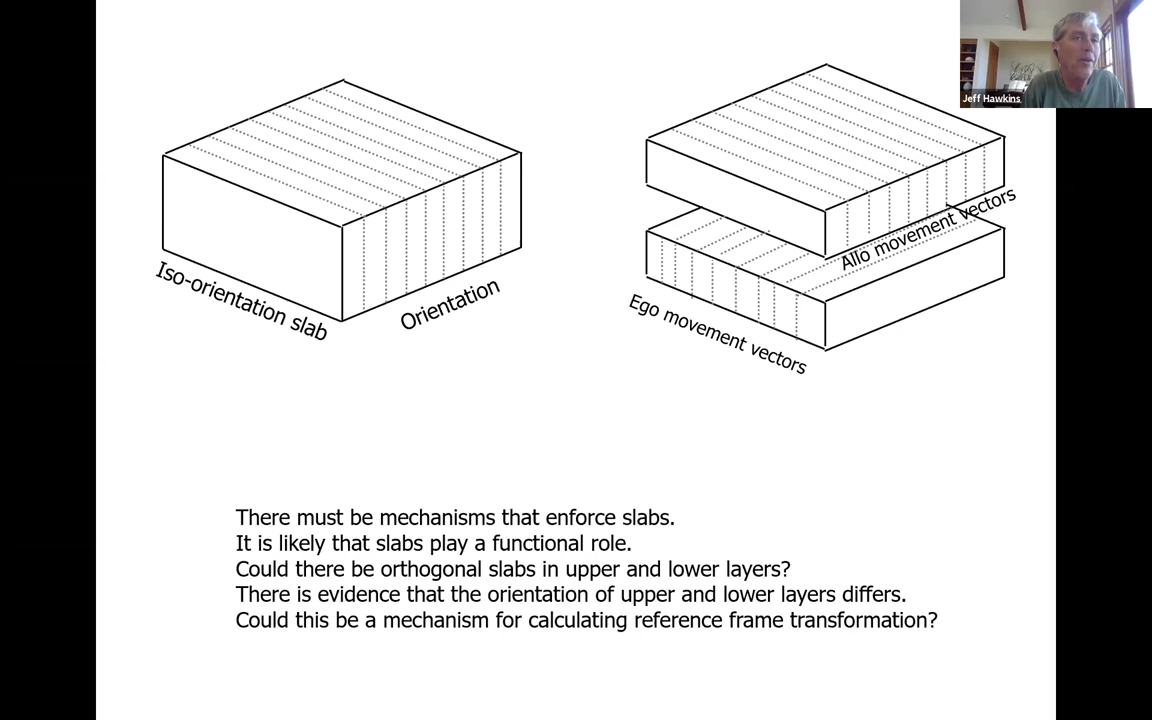 Jeff Hawkins
Iso-orientation slab
Orientation
Allo movement vectors
Ego movement vectors
There must be mechanisms that enforce slabs.
It is likely that slabs play a functional role.
Could there be orthogonal slabs in upper and lower layers?
There is evidence that the orientation of upper and lower layers differs.
Could this be a mechanism for calculating reference frame transformation?